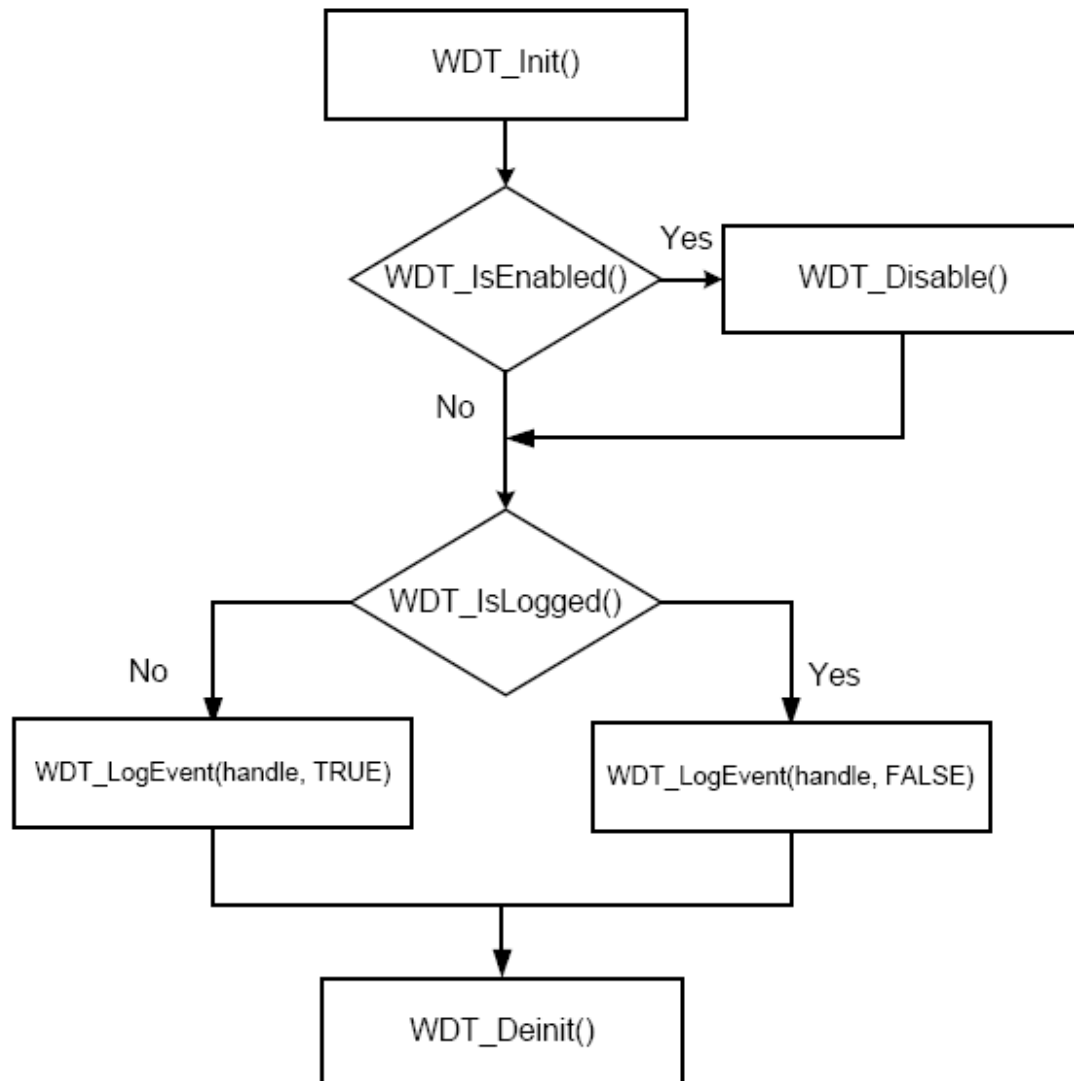 WDT_Init()
WDT_IsEnabled()
Yes
WDT_Disable()
No
WDT_IsLogged()
No
Yes
WDT_LogEvent(handle, TRUE)
WDT_LogEvent(handle, FALSE)
WDT_Deinit()